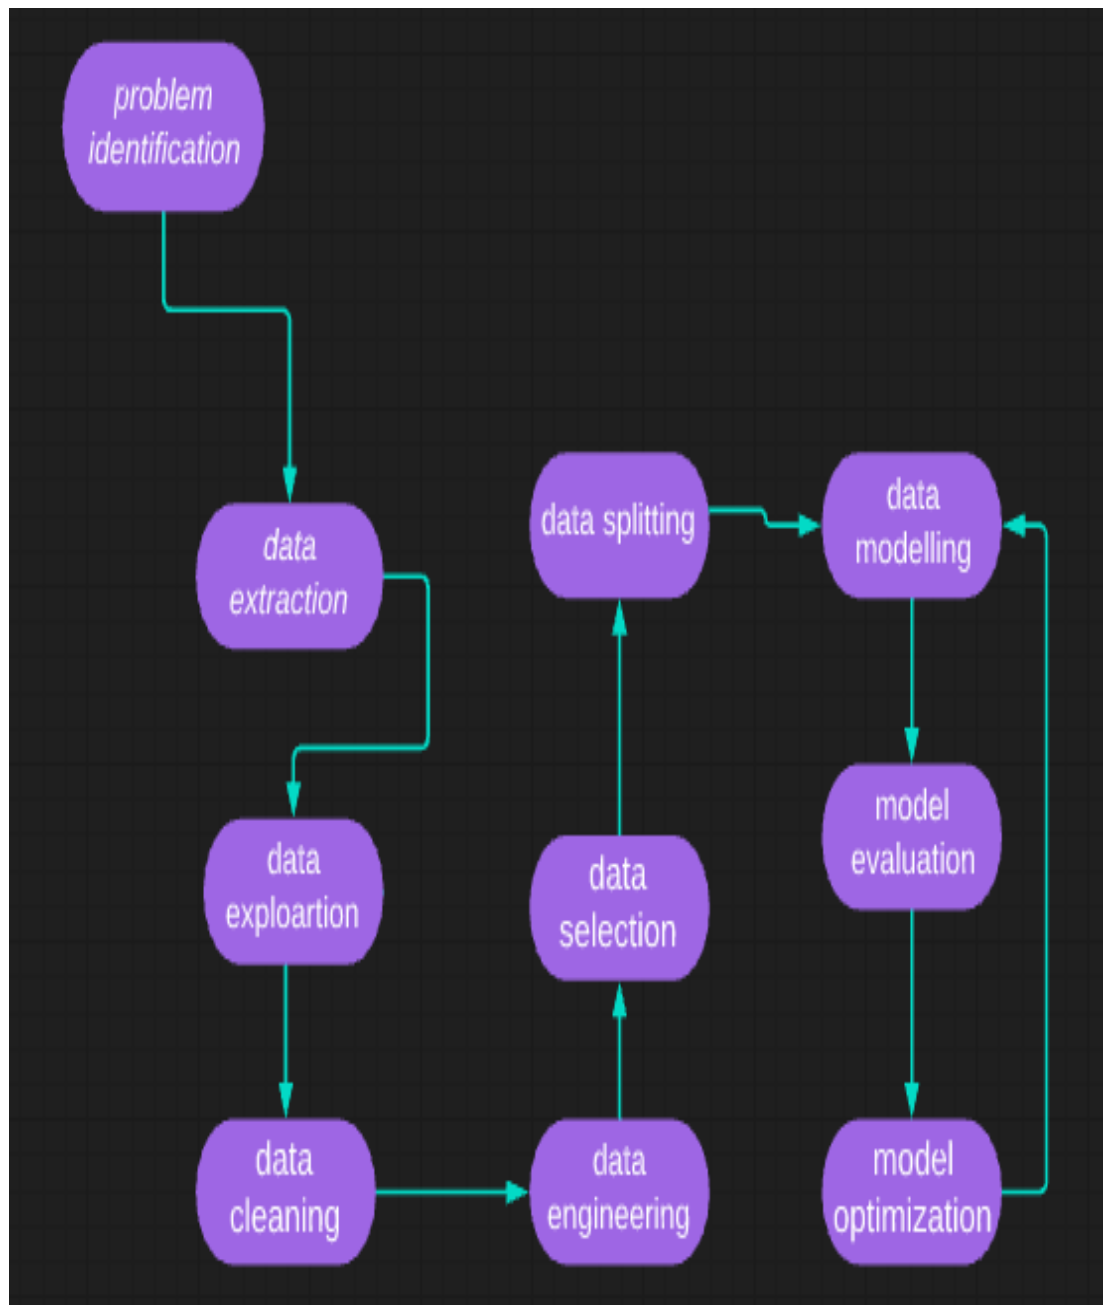 problem
identification
data
extraction
data
exploartion
data
cleaning
data
engineering
data
selection
data splitting
data
modelling
model
evaluation
model
optimization